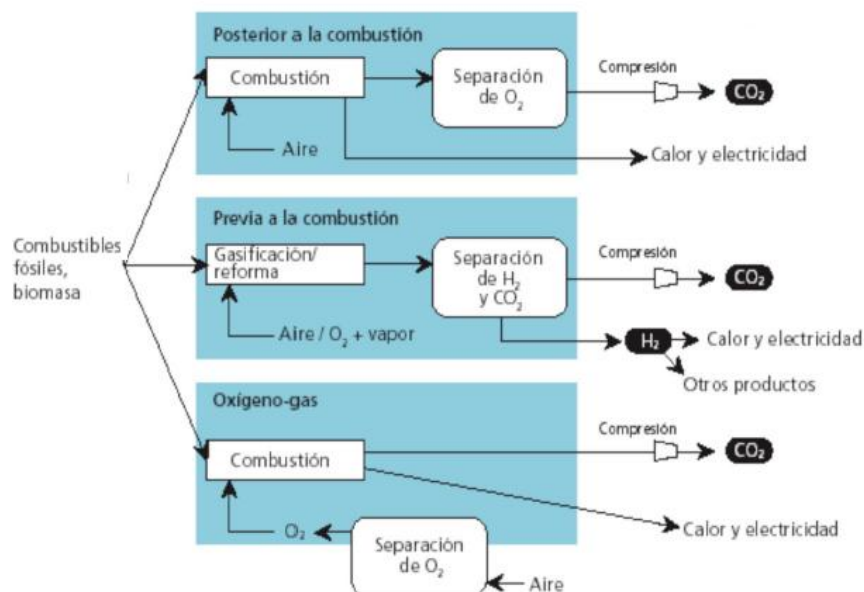 Posterior a la combustión
Combustión
Separación
de O₂
Compresión
CO₂
Aire
Calor y electricidad
Combustibles
fósiles,
biomasa
Previa a la combustión
Gasificación/
reforma
Separación
de H₂
y CO₂
Compresión
CO₂
Aire / O₂ + vapor
H₂
Calor y electricidad
Otros productos
Oxígeno-gas
Combustión
Compresión
CO₂
O₂
Separación
de O₂
Calor y electricidad
Aire